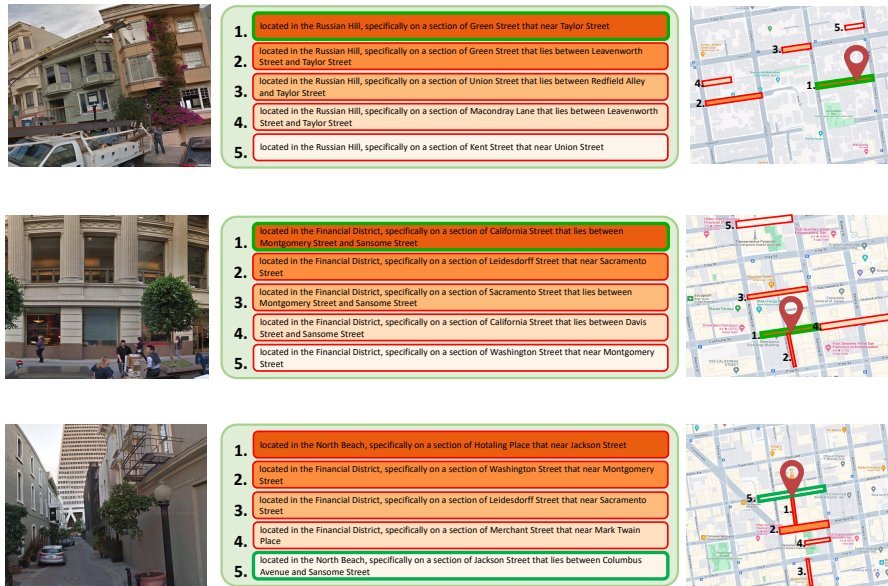 1.
located in the Russian Hill, specifically on a section of Green Street that near Taylor Street
2.
located in the Russian Hill, specifically on a section of Green Street that lies between Leavenworth
Street and Taylor Street
3.
located in the Russian Hill, specifically on a section of Union Street that lies between Redfield Alley
and Taylor Street
4.
located in the Russian Hill, specifically on a section of Macondray Lane that lies between Leavenworth
Street and Taylor Street
5.
located in the Russian Hill, specifically on a section of Kent Street that near Union Street
5.
3.
4.
1.
2.
1.
located in the Financial District, specifically on a section of California Street that lies between
Montgomery Street and Sansome Street
2.
located in the Financial District, specifically on a section of Leidesdorff Street that near Sacramento
Street
3.
located in the Financial District, specifically on a section of Sacramento Street that lies between
Montgomery Street and Sansome Street
4.
located in the Financial District, specifically on a section of California Street that lies between Davis
Street and Sansome Street
5.
located in the Financial District, specifically on a section of Washington Street that near Montgomery
Street
5.
3.
4.
1.
2.
1.
located in the North Beach, specifically on a section of Hotaling Place that near Jackson Street
2.
located in the Financial District, specifically on a section of Washington Street that near Montgomery
Street
3.
located in the Financial District, specifically on a section of Leidesdorff Street that near Sacramento
Street
4.
located in the Financial District, specifically on a section of Merchant Street that near Mark Twain
Place
5.
located in the North Beach, specifically on a section of Jackson Street that lies between Columbus
Avenue and Sansome Street
5.
1.
2.
4.
3.